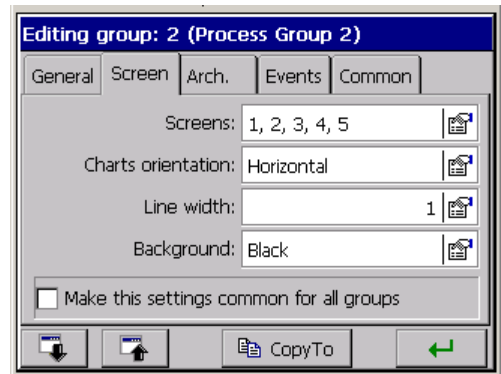 Editing group: 2 (Process Group 2)
General Screen Arch. Events Common
Screens: 1, 2, 3, 4, 5
Charts orientation: Horizontal
Line width: 1
Background: Black
Make this settings common for all groups
CopyTo